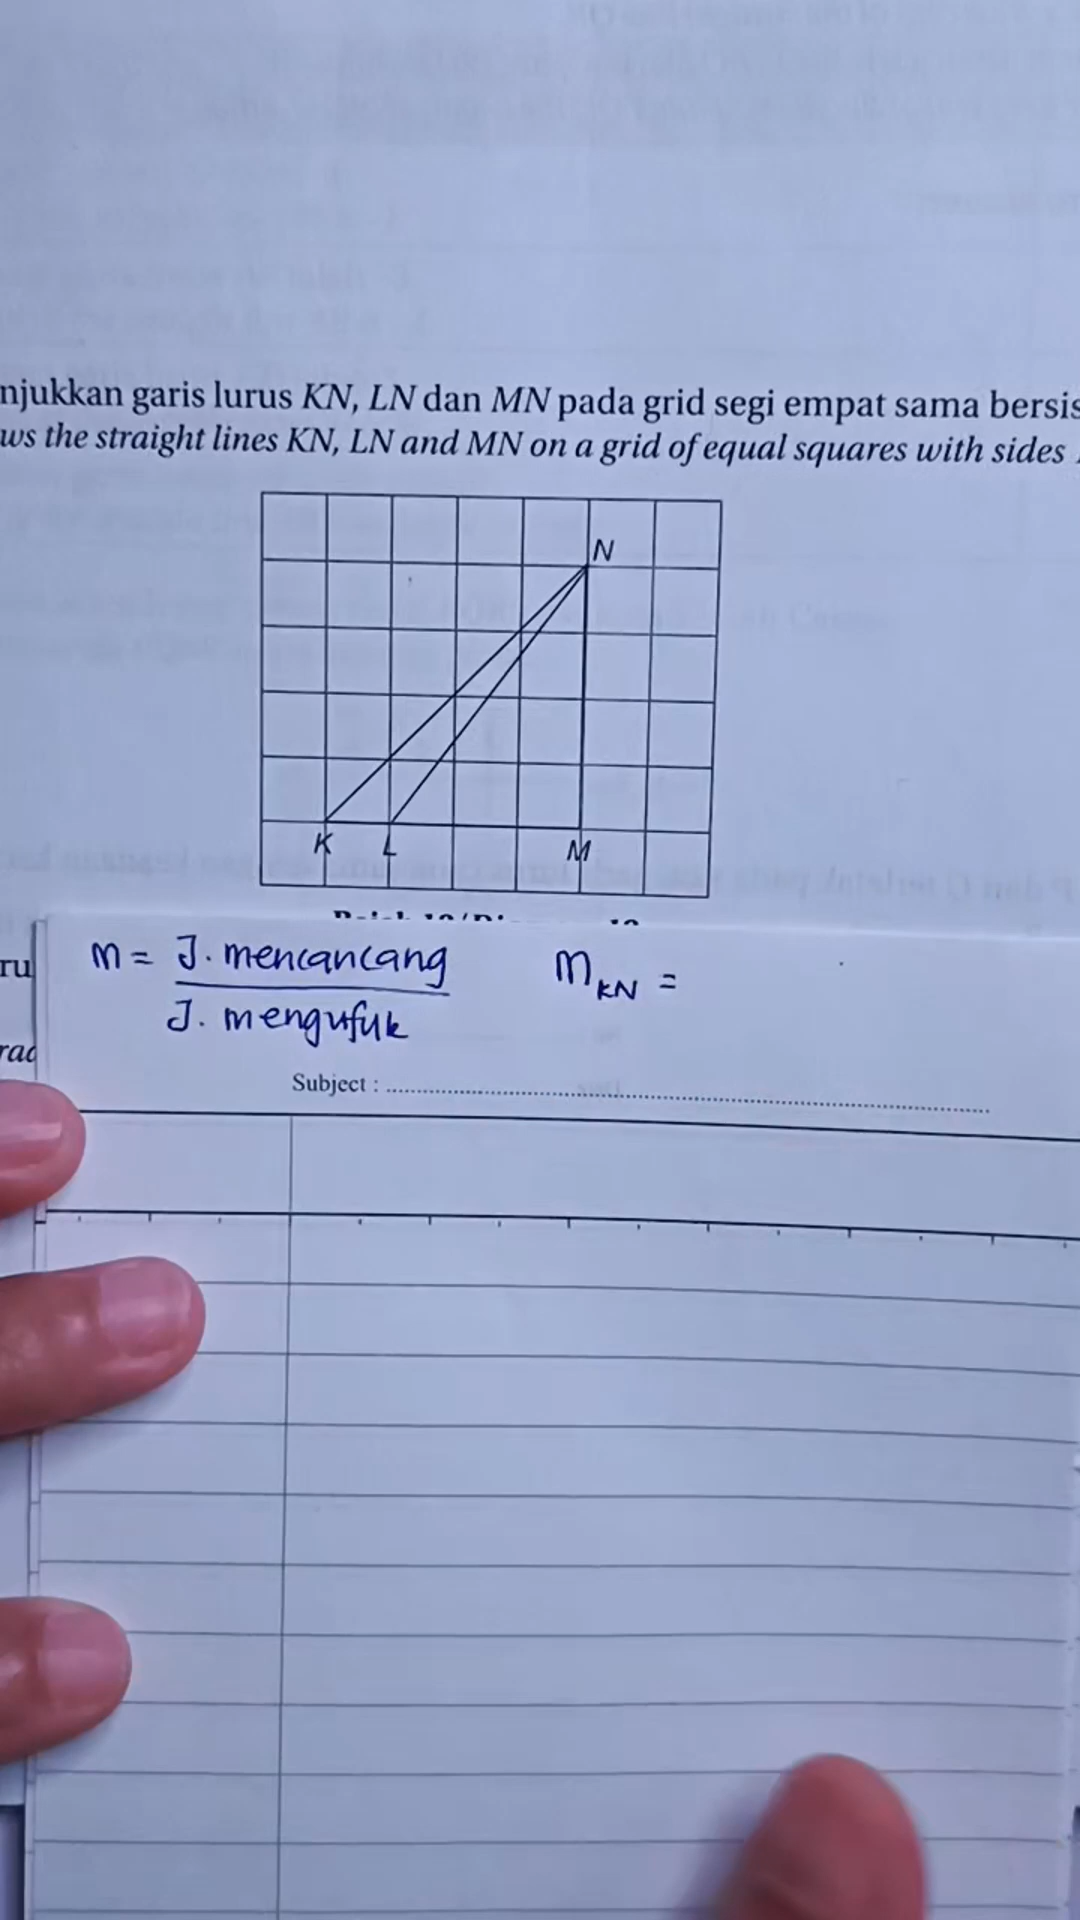 njukkan garis lurus KN, LN dan MN pada grid segi empat sama bersis
ws the straight lines KN, LN and MN on a grid of equal squares with sides
N
K L M
m = J. mencancang / J. mengufuk
m KN =
ru
rad
Subject :